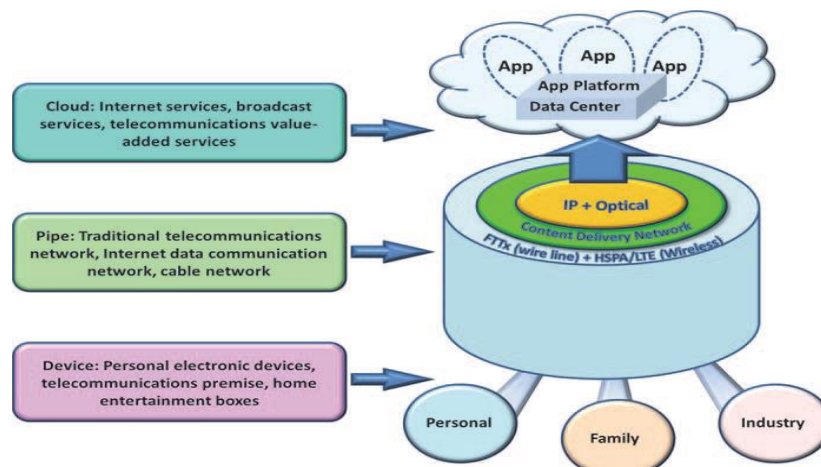 App
App
App
App Platform
Data Center
Cloud: Internet services, broadcast
services, telecommunications value-
added services
IP + Optical
Content Delivery Network
FTTx (wire line) + HSPA/LTE (Wireless)
Pipe: Traditional telecommunications
network, Internet data communication
network, cable network
Device: Personal electronic devices,
telecommunications premise, home
entertainment boxes
Personal
Family
Industry